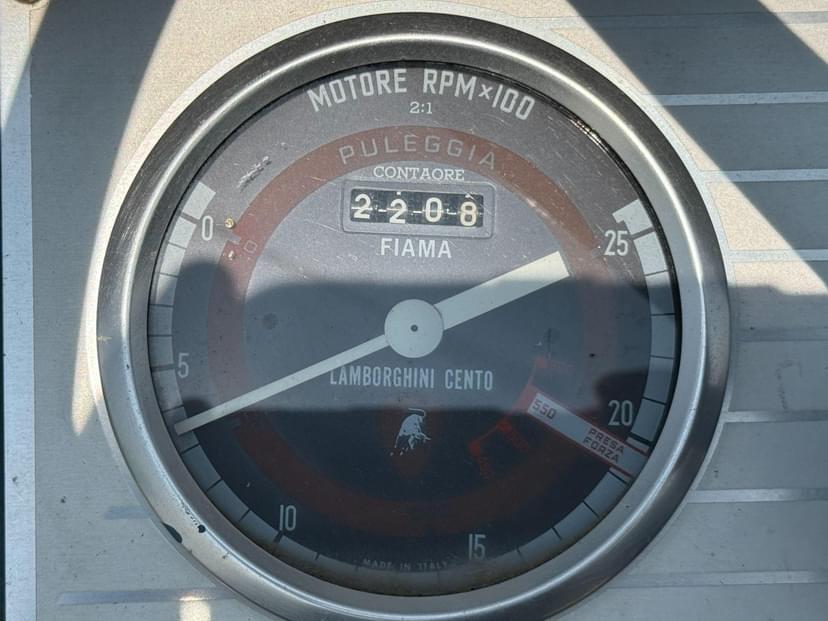 MOTORE RPM×100
2:1
PULEGGIA
CONTAORE
2208
FIAMA
0
0
25
5
LAMBORGHINI CENTO
20
550
PRESA
FORZA
10
15
MADE IN ITALY